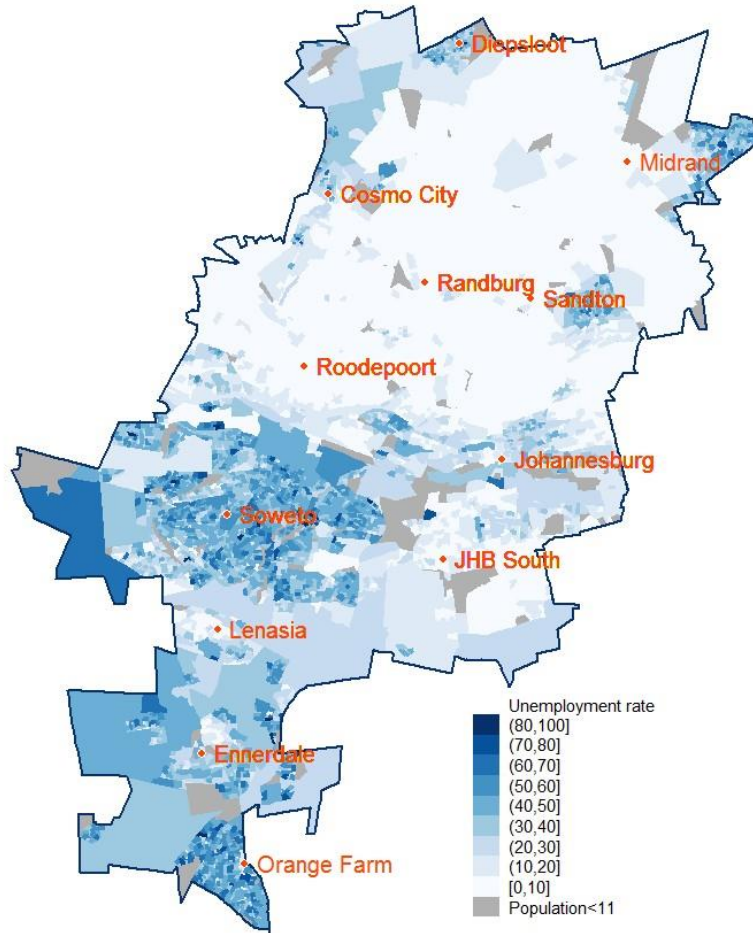 Diepsloot
Midrand
Cosmo City
Randburg
Sandton
Roodepoort
Johannesburg
Soweto
JHB South
Lenasia
Ennerdale
Orange Farm
Unemployment rate
(80,100]
(70,80]
(60,70]
(50,60]
(40,50]
(30,40]
(20,30]
(10,20]
[0,10]
Population<11